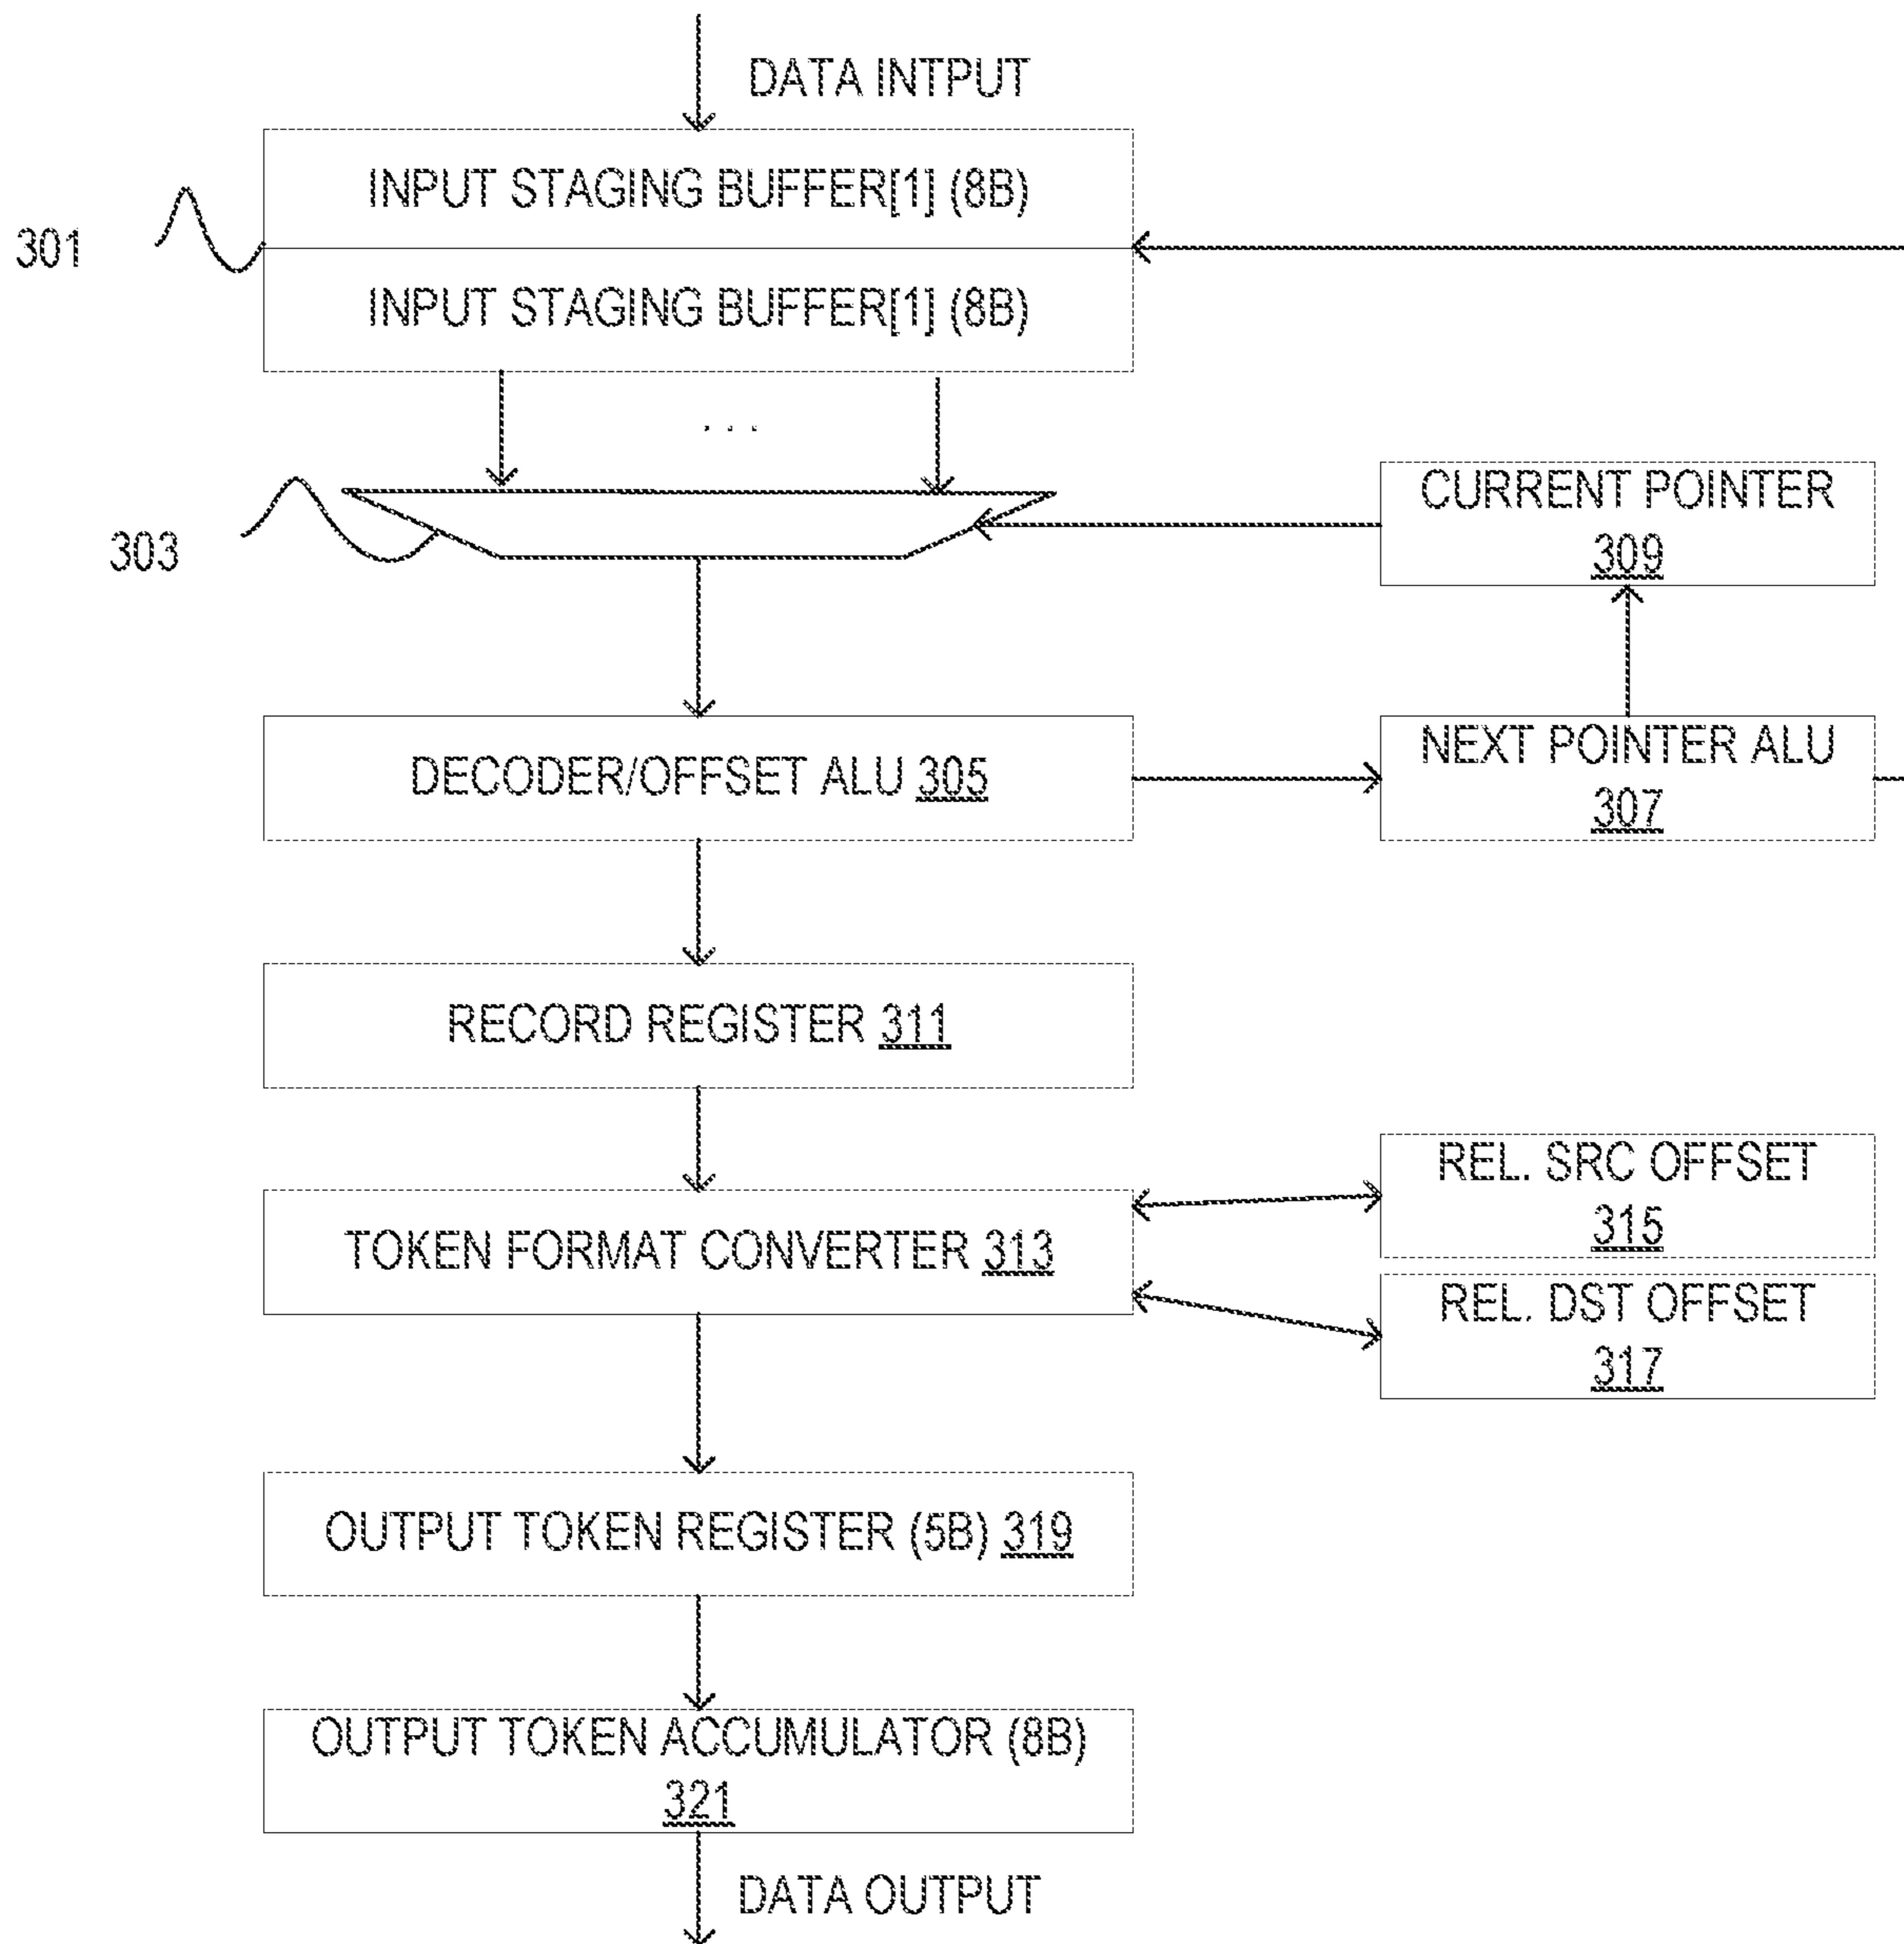 DATA INTPUT
INPUT STAGING BUFFER[1] (8B)
301
INPUT STAGING BUFFER[1] (8B)
. . .
303
CURRENT POINTER
309
DECODER/OFFSET ALU 305
NEXT POINTER ALU
307
RECORD REGISTER 311
TOKEN FORMAT CONVERTER 313
REL. SRC OFFSET
315
REL. DST OFFSET
317
OUTPUT TOKEN REGISTER (5B) 319
OUTPUT TOKEN ACCUMULATOR (8B)
321
DATA OUTPUT